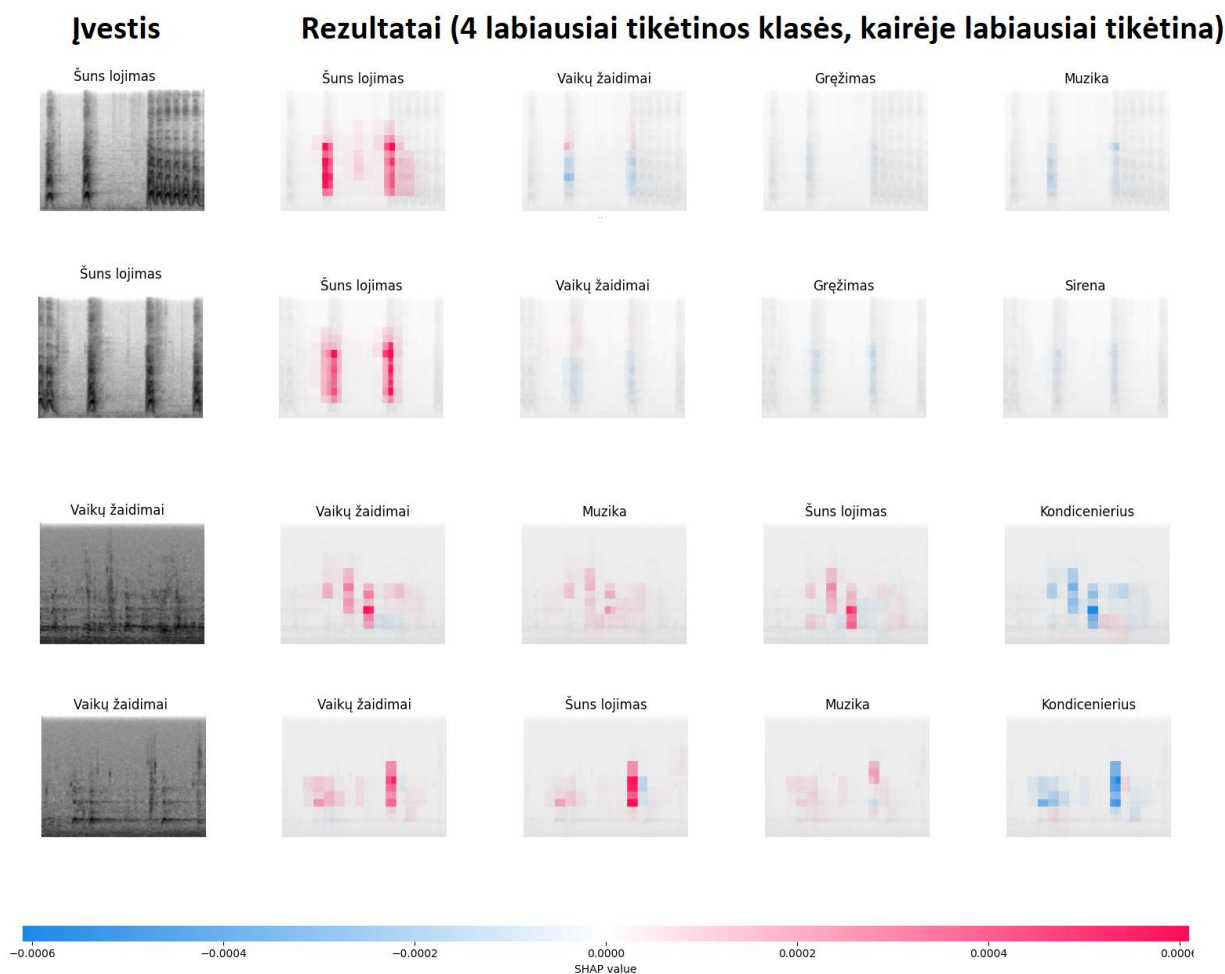 Įvestis
Rezultatai (4 labiausiai tikėtinos klasės, kairėje labiausiai tikėtina)
Šuns lojimas
Šuns lojimas
Vaikų žaidimai
Gręžimas
Muzika
Šuns lojimas
Šuns lojimas
Vaikų žaidimai
Gręžimas
Sirena
Vaikų žaidimai
Vaikų žaidimai
Muzika
Šuns lojimas
Kondicenierius
Vaikų žaidimai
Vaikų žaidimai
Šuns lojimas
Muzika
Kondicenierius
−0.0006 −0.0004 −0.0002 0.0000 0.0002 0.0004 0.0006
SHAP value